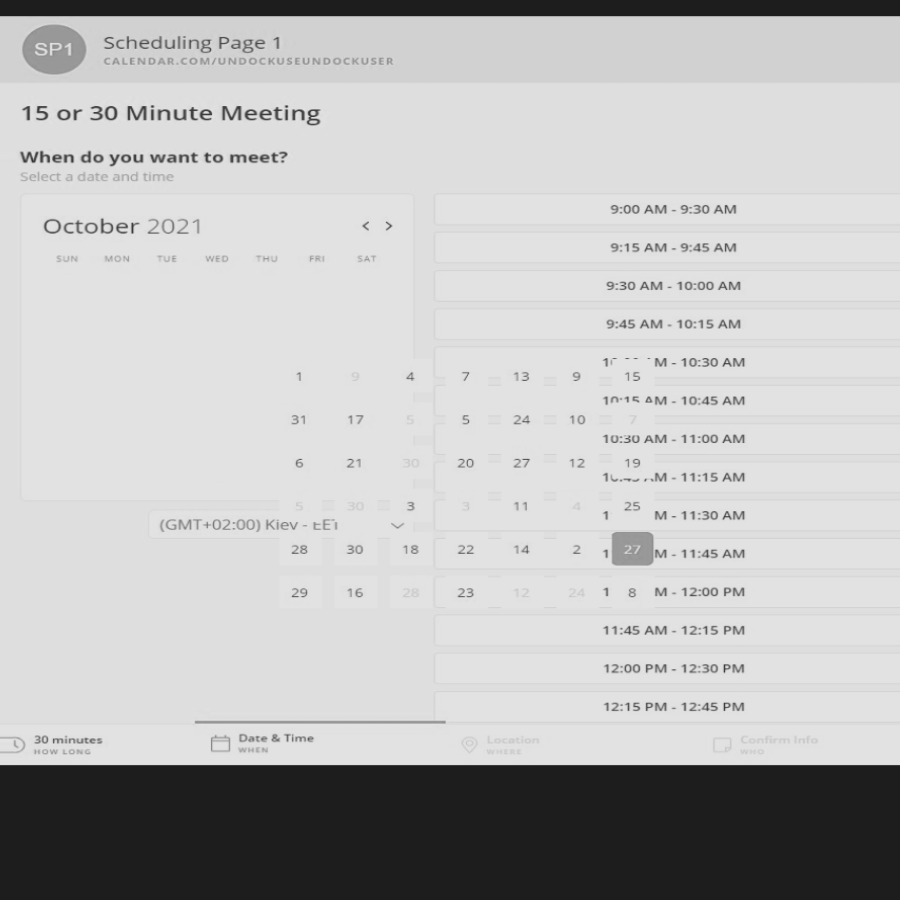 SP1
Scheduling Page 1
CALENDAR.COM/UNDOCKUSEUNDOCKUSER
15 or 30 Minute Meeting
When do you want to meet?
Select a date and time
October 2021 < >
SUN MON TUE WED THU FRI SAT
9:00 AM - 9:30 AM
9:15 AM - 9:45 AM
9:30 AM - 10:00 AM
9:45 AM - 10:15 AM
M - 10:30 AM
1 9 4 7 13 9 15
10:15 AM - 10:45 AM
31 17 5 5 24 10 7
10:30 AM - 11:00 AM
6 21 30 20 27 12 19
M - 11:15 AM
5 30 3 3 11 4 25
1 M - 11:30 AM
(GMT+02:00) Kiev - EET
28 30 18 22 14 2 27
1 M - 11:45 AM
29 16 28 23 12 24 8
1 M - 12:00 PM
11:45 AM - 12:15 PM
12:00 PM - 12:30 PM
12:15 PM - 12:45 PM
30 minutes
HOW LONG
Date & Time
WHEN
Location
WHERE
Confirm Info
WHO